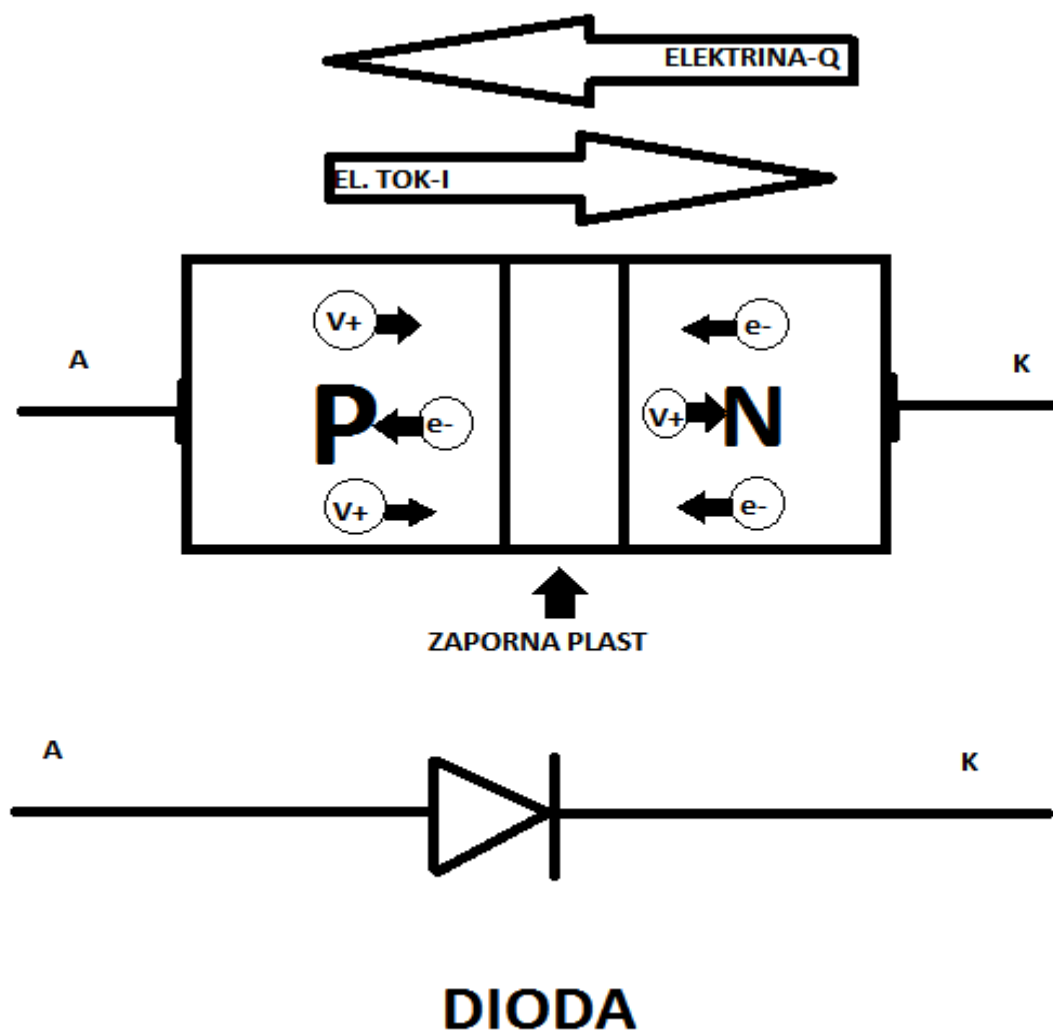 ELEKTRINA-Q
EL. TOK-I
V+
e-
A
K
P
e-
V+
N
V+
e-
ZAPORNA PLAST
A
K
DIODA